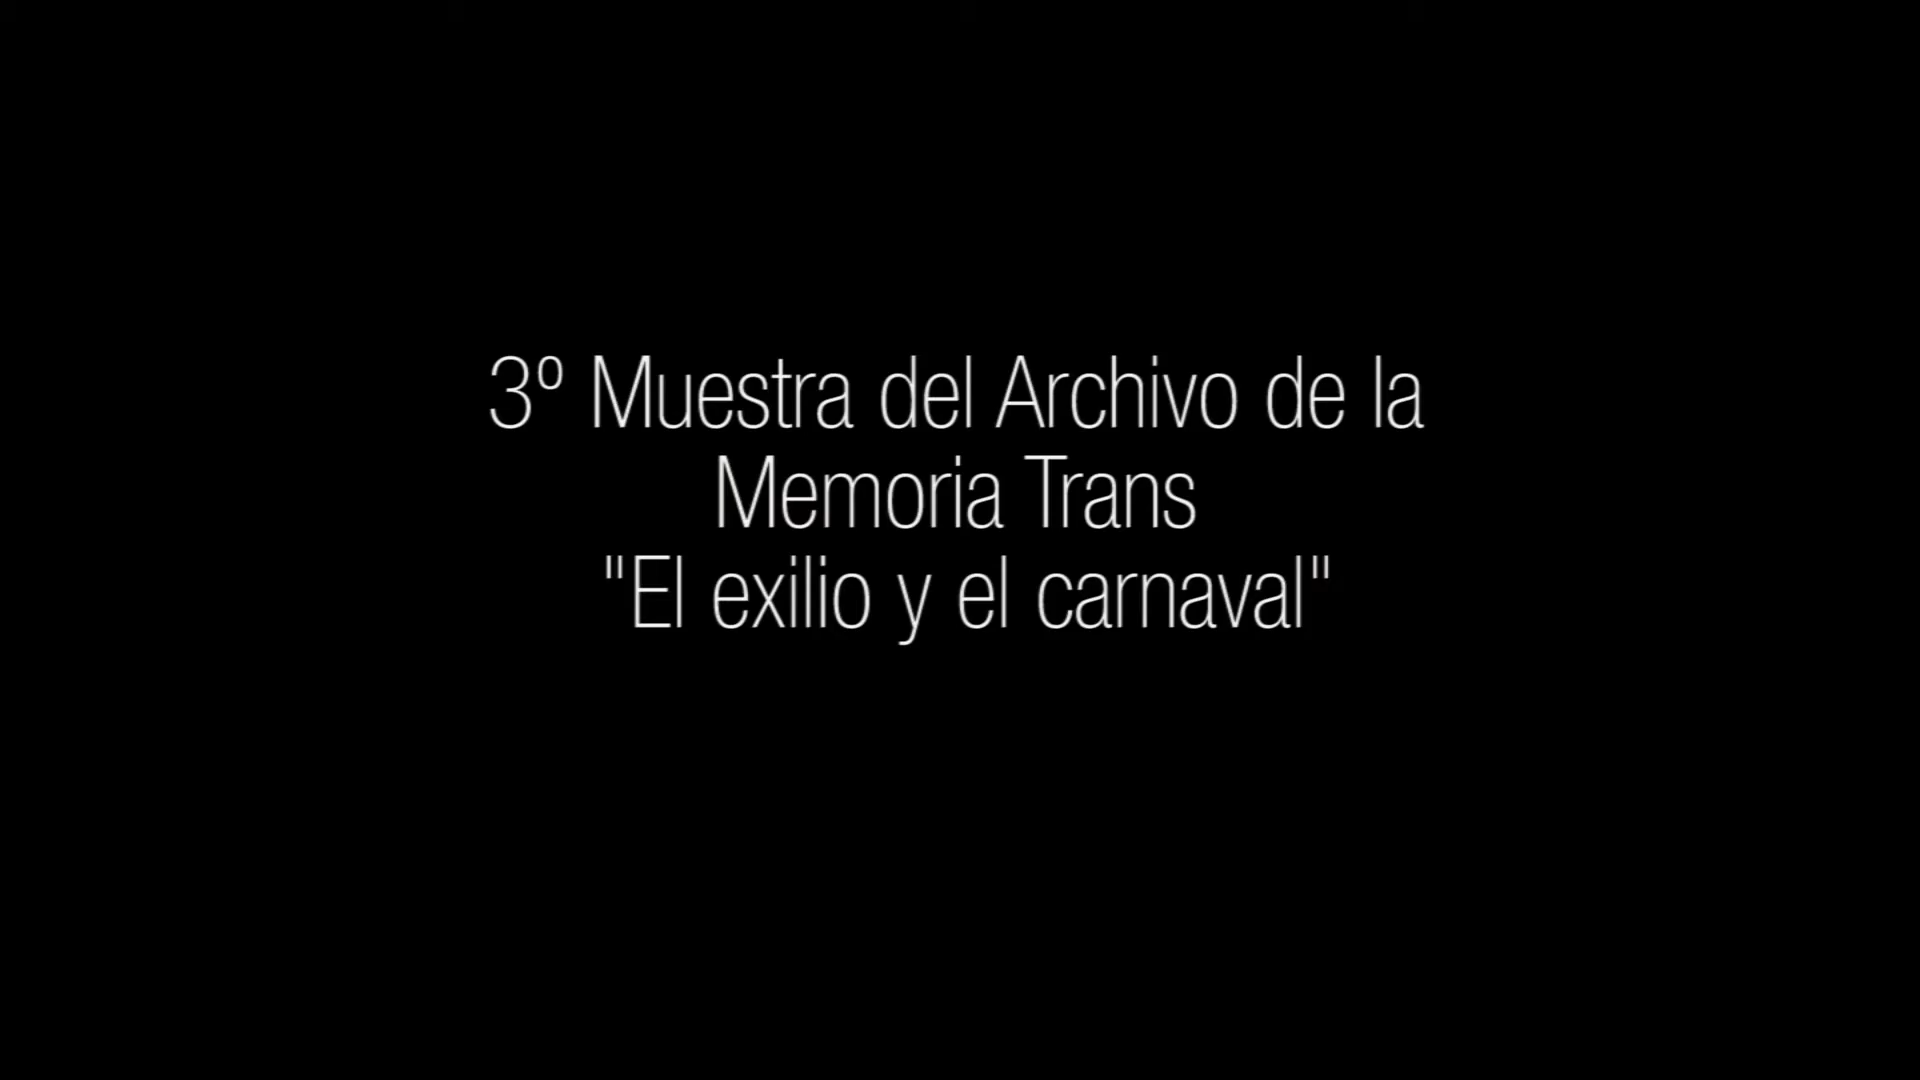 3º Muestra del Archivo de la
Memoria Trans
"El exilio y el carnaval"